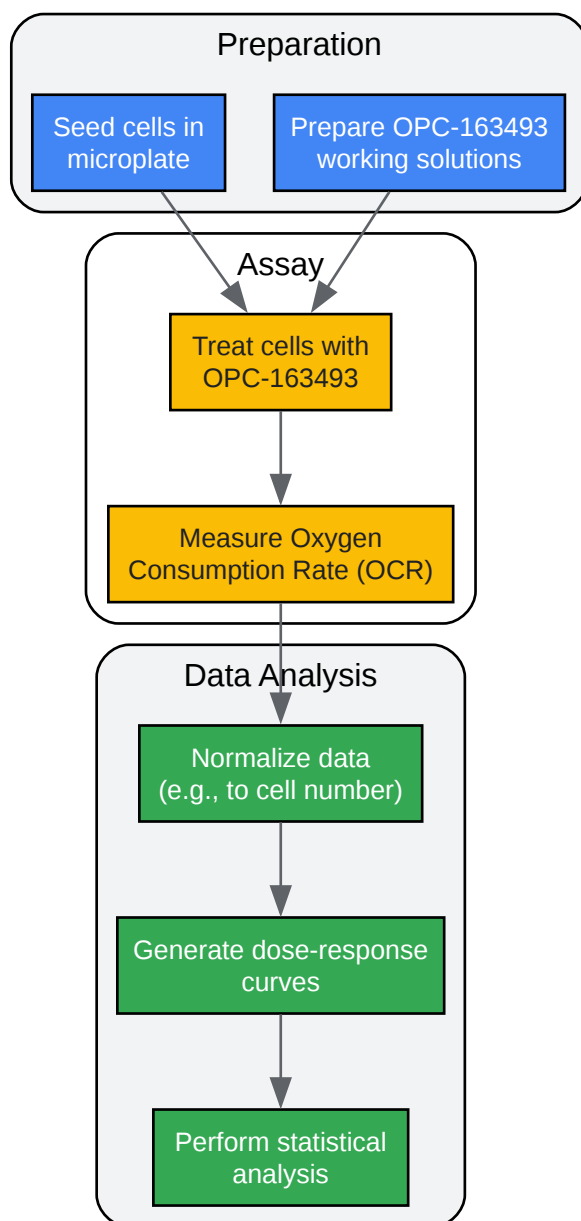 Preparation
Seed cells in
microplate
Prepare OPC-163493
working solutions
Assay
Treat cells with
OPC-163493
Measure Oxygen
Consumption Rate (OCR)
Data Analysis
Normalize data
(e.g., to cell number)
Generate dose-response
curves
Perform statistical
analysis